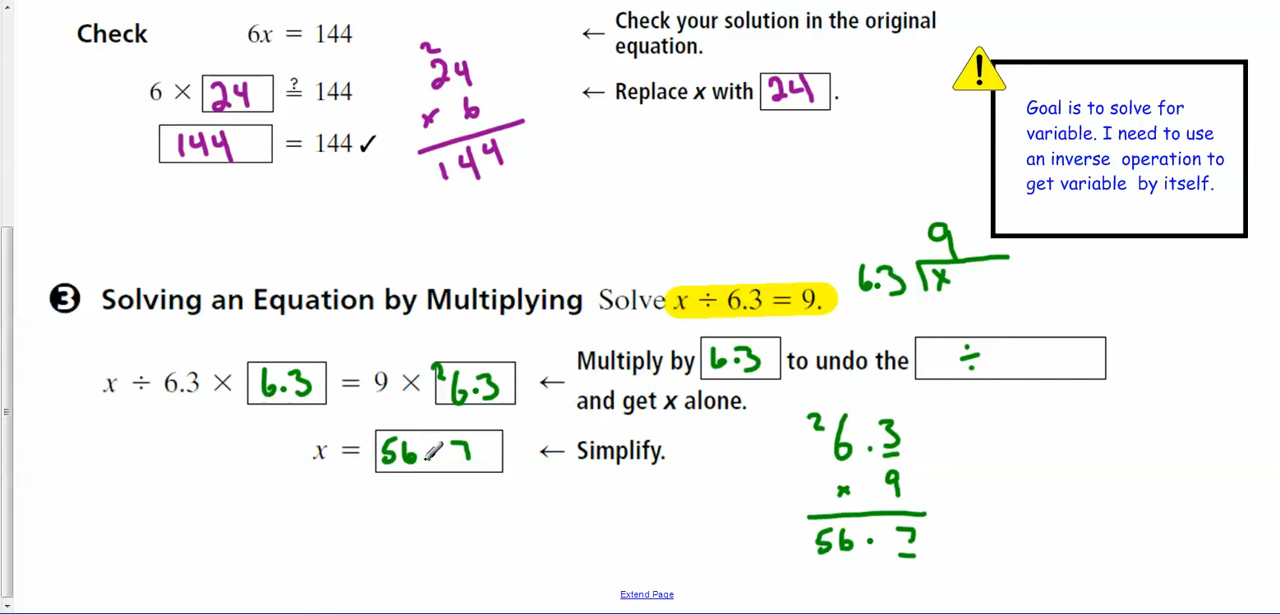 Check 6x = 144 ← Check your solution in the original equation.
6 × 24 ≟ 144 ← Replace x with 24.
144 = 144 ✓
2
24
x 6
144
!
Goal is to solve for
variable. I need to use
an inverse operation to
get variable by itself.
9
6.3 x
❸ Solving an Equation by Multiplying Solve x ÷ 6.3 = 9.
x ÷ 6.3 × 6.3 = 9 × ²6.3 ← Multiply by 6.3 to undo the ÷
and get x alone.
x = 56.7 ← Simplify.
2
6.3
x 9
56.7
Extend Page